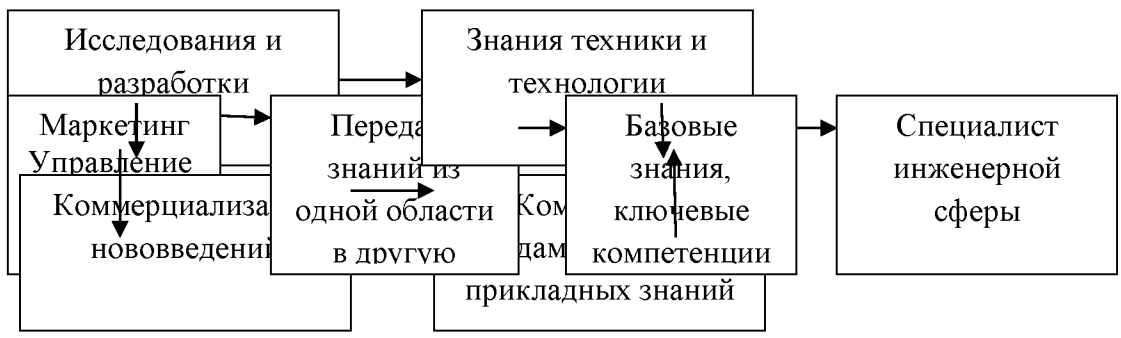 Исследования и
разработки
Знания техники и
технологии
Маркетинг
Управление
Коммерциализа
нововведений
Переда
знаний из
одной области
в другую
Ком
дам
прикладных знаний
Базовые
знания,
ключевые
компетенции
Специалист
инженерной
сферы